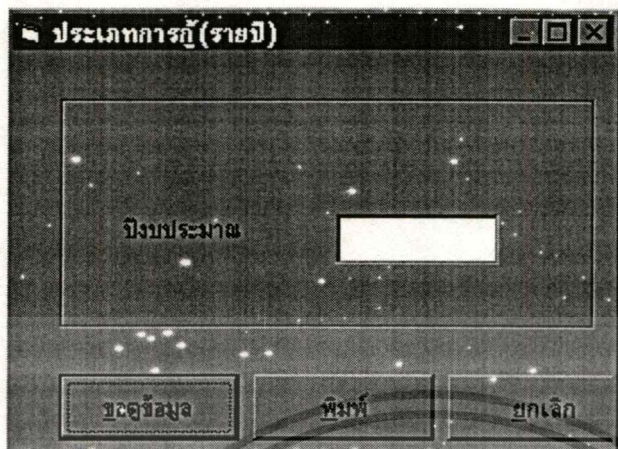 ประเภทการกู้(รายปี)
ปีงบประมาณ
ขอดูข้อมูล
พิมพ์
ยกเลิก